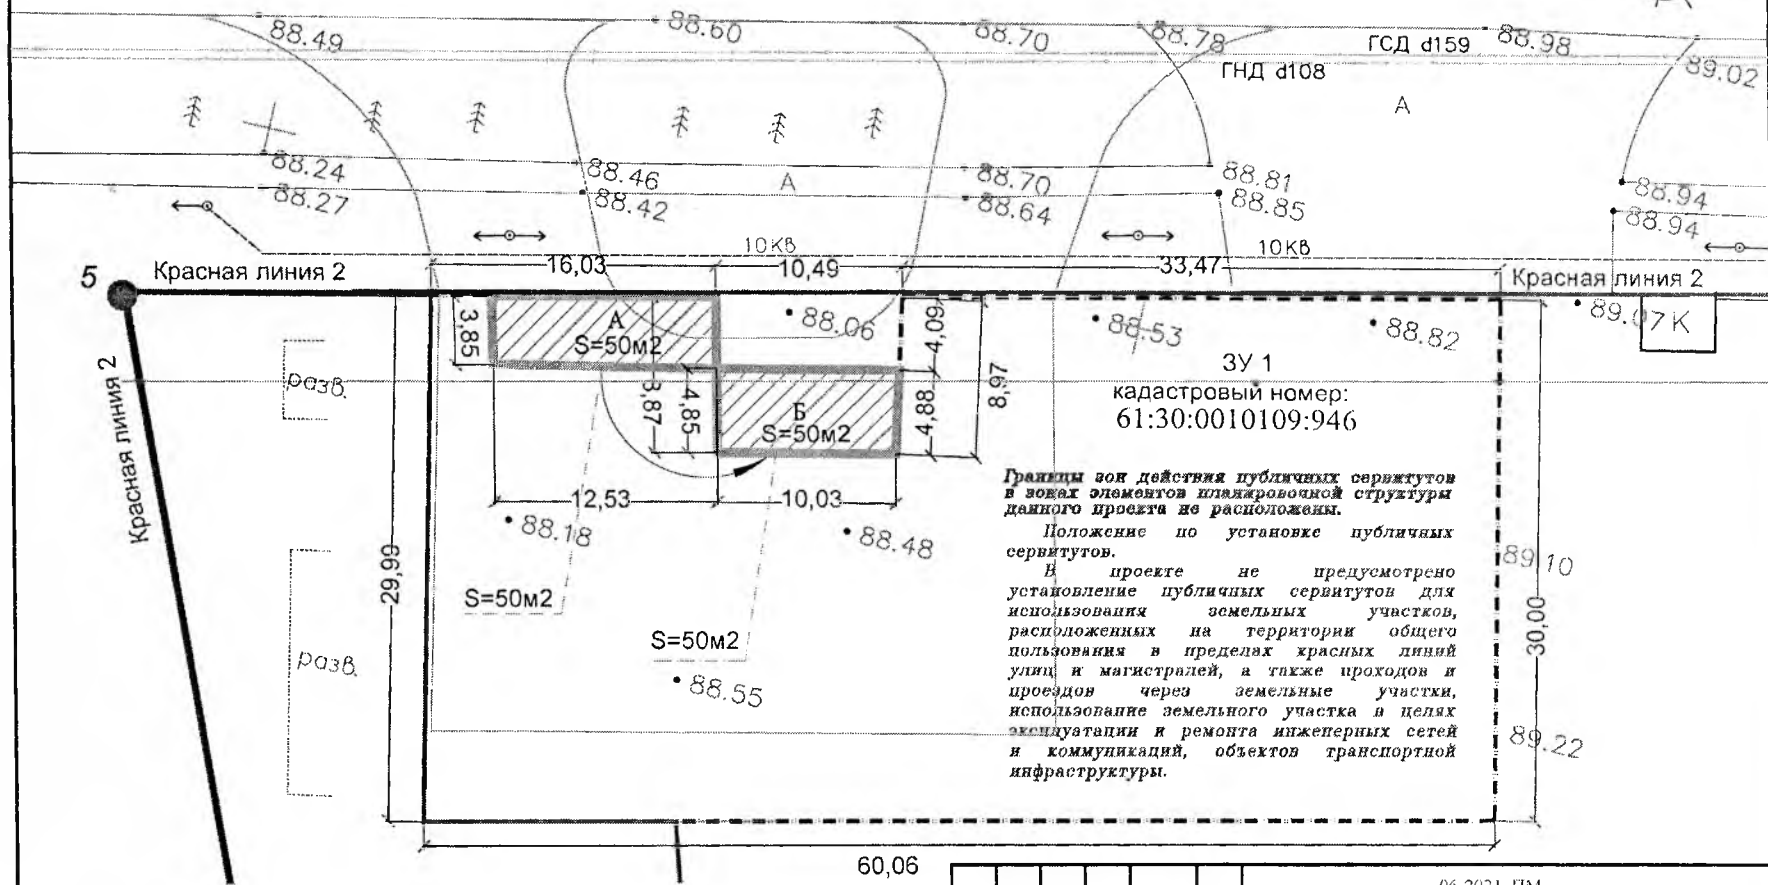 88.49
88.60
88.70
88.78
ГСД d159
88.98
ГНД d108
89.02
А
88.24
88.27
88.46
88.42
А
88.70
88.64
88.81
88.85
88.94
88.94
10Кв
10Кв
5
Красная линия 2
16,03
10,49
33,47
Красная линия 2
Красная линия 2
3,85
А
S=50м2
88.06
4,09
8,97
88.53
88.82
89.07 К
ЗУ 1
кадастровый номер:
61:30:0010109:946
разв.
3,87
4,85
Б
S=50м2
4,88
12,53
10,03
88.18
88.48
Границы зон действия публичных сервитутов
в зонах элементов планировочной структуры
данного проекта не расположены.
Положение по установке публичных
сервитутов.
В проекте не предусмотрено
установление публичных сервитутов для
использования земельных участков,
расположенных на территории общего
пользования в пределах красных линий
улиц и магистралей, а также проходов и
проездов через земельные участки,
использование земельного участка в целях
эксплуатации и ремонта инженерных сетей
и коммуникаций, объектов транспортной
инфраструктуры.
89.10
29,99
S=50м2
S=50м2
30,00
разв.
88.55
89.22
60,06